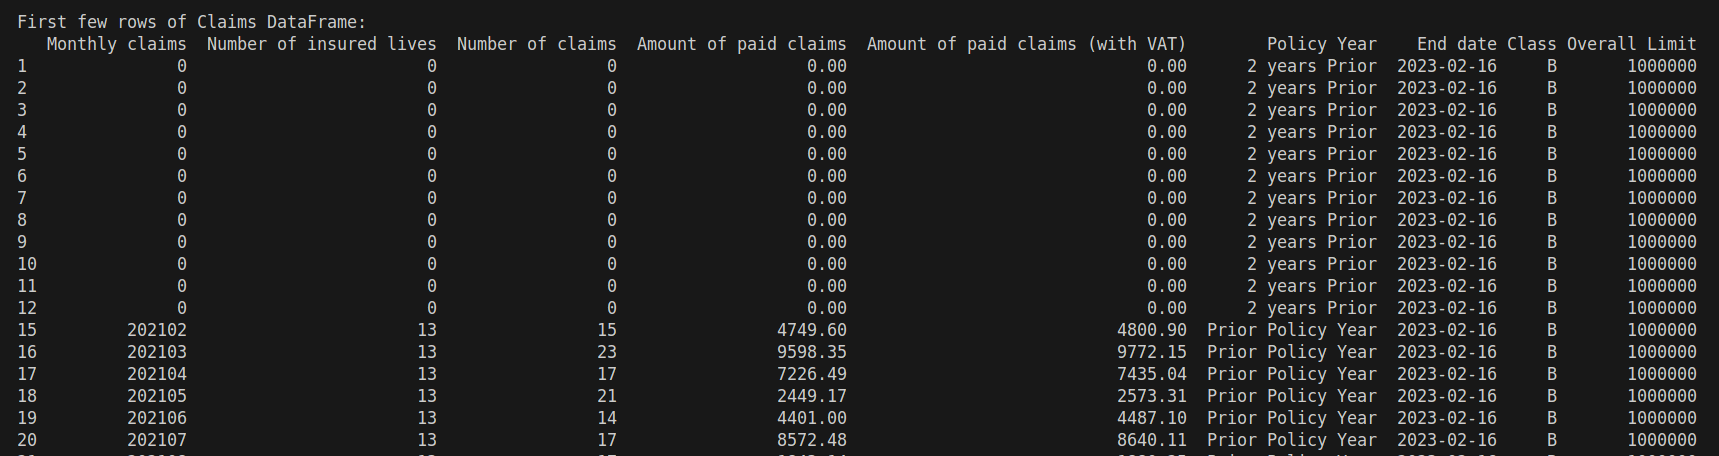 First few rows of Claims DataFrame:
Monthly claims Number of insured lives Number of claims Amount of paid claims Amount of paid claims (with VAT) Policy Year End date Class Overall Limit
1 0 0 0 0.00 0.00 2 years Prior 2023-02-16 B 1000000
2 0 0 0 0.00 0.00 2 years Prior 2023-02-16 B 1000000
3 0 0 0 0.00 0.00 2 years Prior 2023-02-16 B 1000000
4 0 0 0 0.00 0.00 2 years Prior 2023-02-16 B 1000000
5 0 0 0 0.00 0.00 2 years Prior 2023-02-16 B 1000000
6 0 0 0 0.00 0.00 2 years Prior 2023-02-16 B 1000000
7 0 0 0 0.00 0.00 2 years Prior 2023-02-16 B 1000000
8 0 0 0 0.00 0.00 2 years Prior 2023-02-16 B 1000000
9 0 0 0 0.00 0.00 2 years Prior 2023-02-16 B 1000000
10 0 0 0 0.00 0.00 2 years Prior 2023-02-16 B 1000000
11 0 0 0 0.00 0.00 2 years Prior 2023-02-16 B 1000000
12 0 0 0 0.00 0.00 2 years Prior 2023-02-16 B 1000000
15 202102 13 15 4749.60 4800.90 Prior Policy Year 2023-02-16 B 1000000
16 202103 13 23 9598.35 9772.15 Prior Policy Year 2023-02-16 B 1000000
17 202104 13 17 7226.49 7435.04 Prior Policy Year 2023-02-16 B 1000000
18 202105 13 21 2449.17 2573.31 Prior Policy Year 2023-02-16 B 1000000
19 202106 13 14 4401.00 4487.10 Prior Policy Year 2023-02-16 B 1000000
20 202107 13 17 8572.48 8640.11 Prior Policy Year 2023-02-16 B 1000000